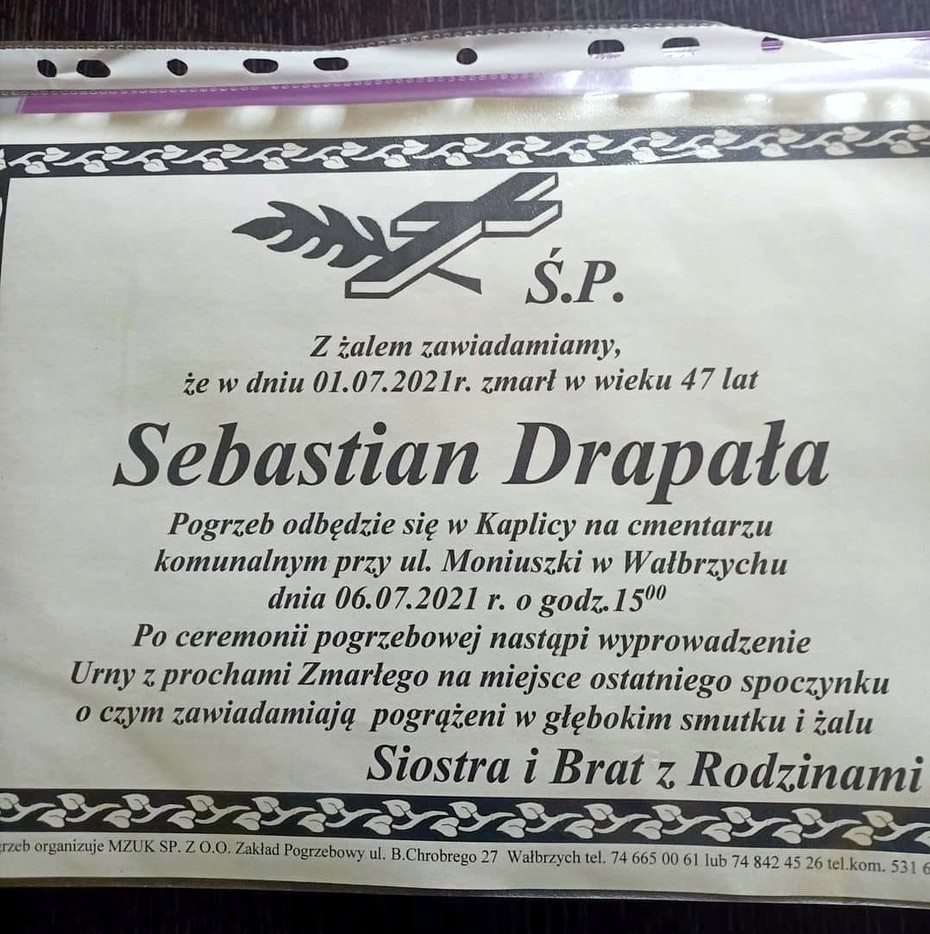 Ś.P.
Z żalem zawiadamiamy,
że w dniu 01.07.2021r. zmarł w wieku 47 lat
Sebastian Drapała
Pogrzeb odbędzie się w Kaplicy na cmentarzu
komunalnym przy ul. Moniuszki w Wałbrzychu
dnia 06.07.2021 r. o godz.15⁰⁰
Po ceremonii pogrzebowej nastąpi wyprowadzenie
Urny z prochami Zmarłego na miejsce ostatniego spoczynku
o czym zawiadamiają pogrążeni w głębokim smutku i żalu
Siostra i Brat z Rodzinami
organizuje MZUK SP. Z O.O. Zakład Pogrzebowy ul. B.Chrobrego 27 Wałbrzych tel. 74 665 00 61 lub 74 842 45 26 tel.kom. 531